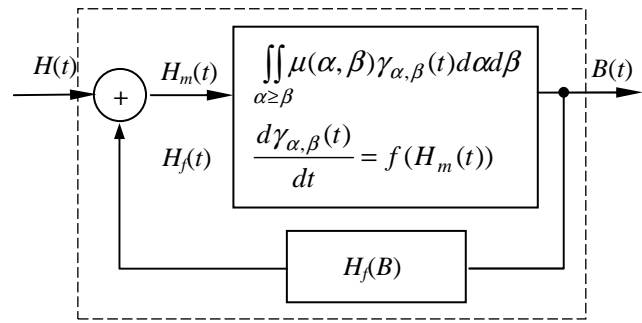 H(t)
+
H_m(t)
∬_{α≥β} μ(α, β)γ_{α,β}(t)dαdβ
B(t)
H_f(t)
dγ_{α,β}(t)/dt = f(H_m(t))
H_f(B)